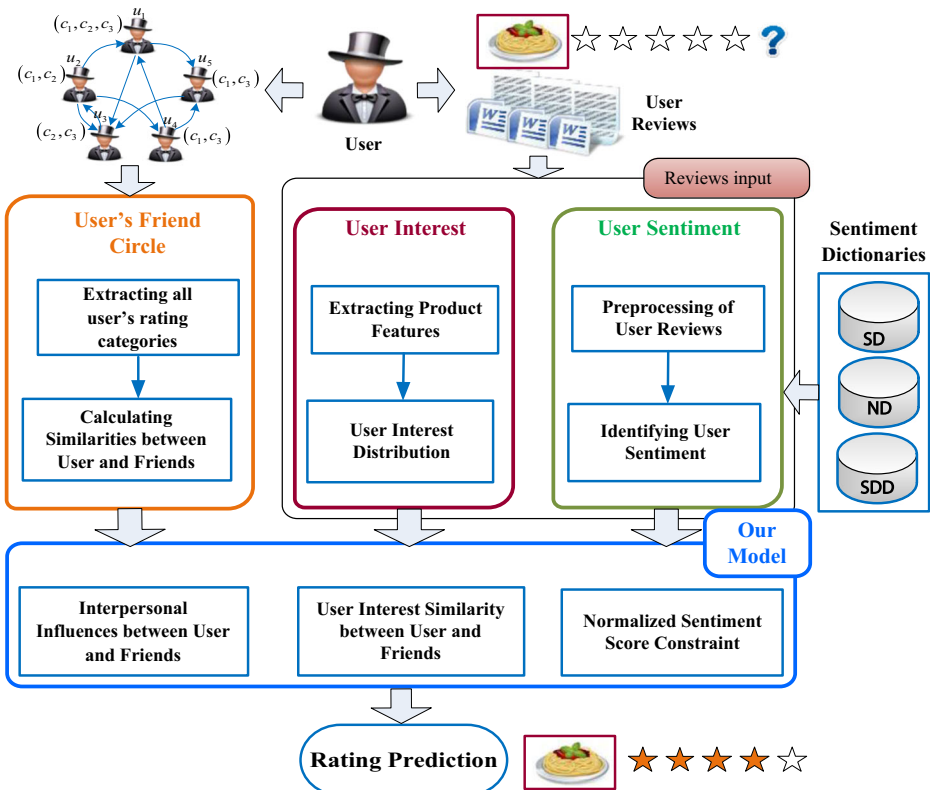 (c₁,c₂,c₃)
u₁
(c₁,c₂)
u₂
u₅
(c₁,c₃)
(c₂,c₃)
u₃
u₄
(c₁,c₃)
User
?
User
Reviews
Reviews input
User's Friend
Circle
Extracting all
user's rating
categories
Calculating
Similarities between
User and Friends
User Interest
Extracting Product
Features
User Interest
Distribution
User Sentiment
Preprocessing of
User Reviews
Identifying User
Sentiment
Sentiment
Dictionaries
SD
ND
SDD
Our
Model
Interpersonal
Influences between User
and Friends
User Interest Similarity
between User and
Friends
Normalized Sentiment
Score Constraint
Rating Prediction